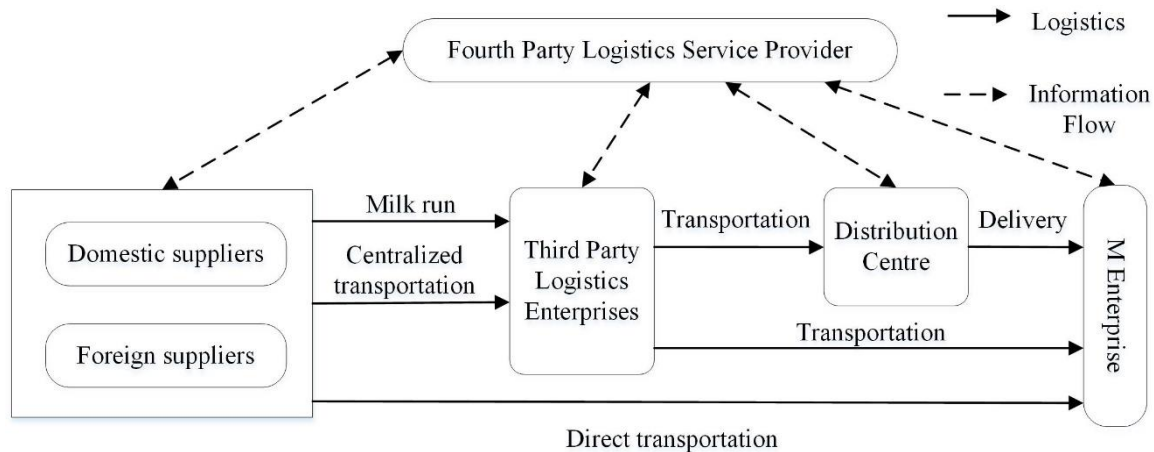 Logistics
Fourth Party Logistics Service Provider
Information
Flow
Milk run
Transportation
Delivery
Domestic suppliers
Centralized
transportation
Third Party
Logistics
Enterprises
Distribution
Centre
M Enterprise
Foreign suppliers
Transportation
Direct transportation